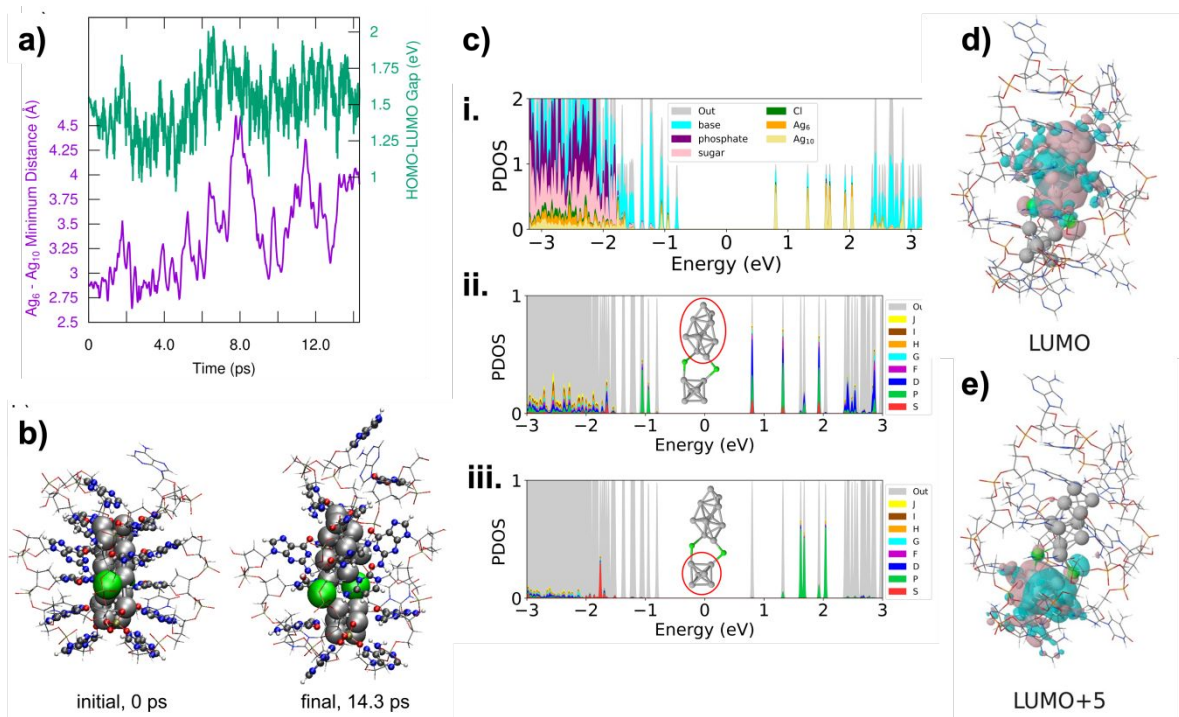 a)
Ag6 - Ag10 Minimum Distance (Å)
4.5
4.25
4
3.75
3.5
3.25
3
2.75
2.5
2
1.75
1.5
1.25
1
HOMO-LUMO Gap (eV)
0 4.0 8.0 12.0
Time (ps)
b)
initial, 0 ps
final, 14.3 ps
c)
i.
PDOS
2
1
0
Out
base
phosphate
sugar
Cl
Ag6
Ag10
−3 −2 −1 0 1 2 3
Energy (eV)
ii.
PDOS
1
0
Out
J
I
H
G
F
D
P
S
−3 −2 −1 0 1 2 3
Energy (eV)
iii.
PDOS
1
0
Out
J
I
H
G
F
D
P
S
−3 −2 −1 0 1 2 3
Energy (eV)
d)
LUMO
e)
LUMO+5